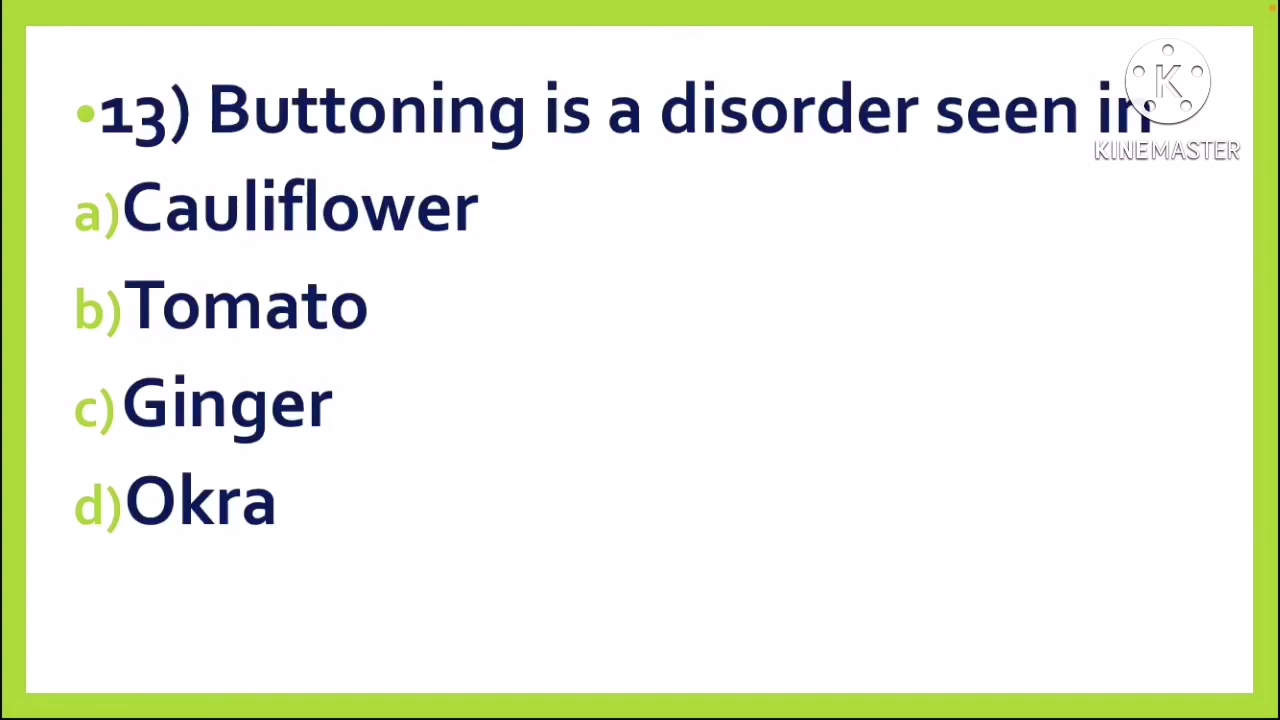 •13) Buttoning is a disorder seen in
KINEMASTER
a)Cauliflower
b)Tomato
c)Ginger
d)Okra